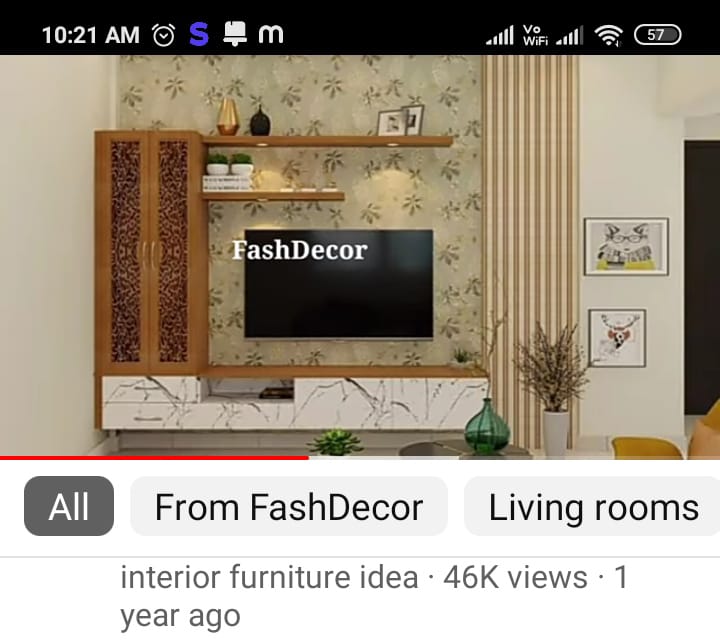 10:21 AM S m Vo WiFi 57
FashDecor
All From FashDecor Living rooms
interior furniture idea · 46K views · 1
year ago